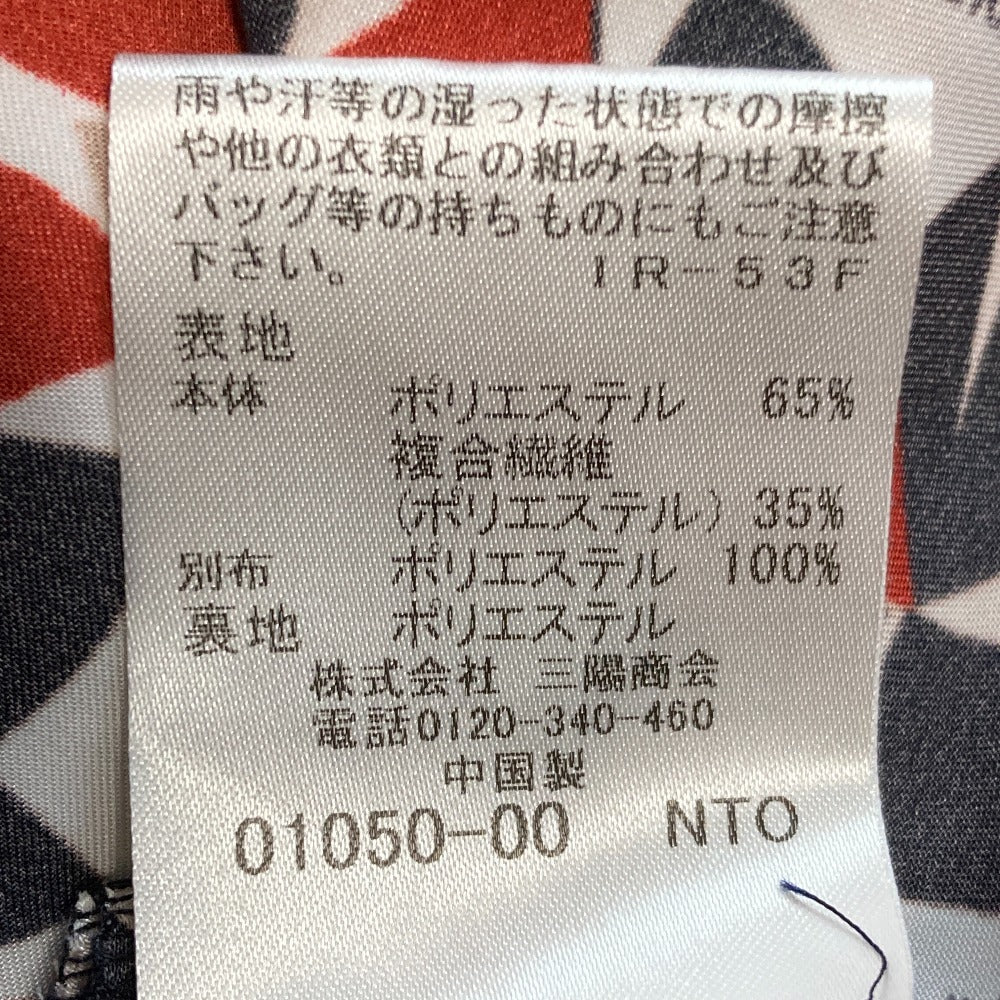 雨や汗等の湿った状態での摩擦
や他の衣類との組み合わせ及び
バッグ等の持ちものにもご注意
下さい。 IR-53F
表地
本体 ポリエステル 65%
複合繊維
(ポリエステル) 35%
別布 ポリエステル 100%
裏地 ポリエステル
株式会社 三陽商会
電話0120-340-460
中国製
01050-00 NTO